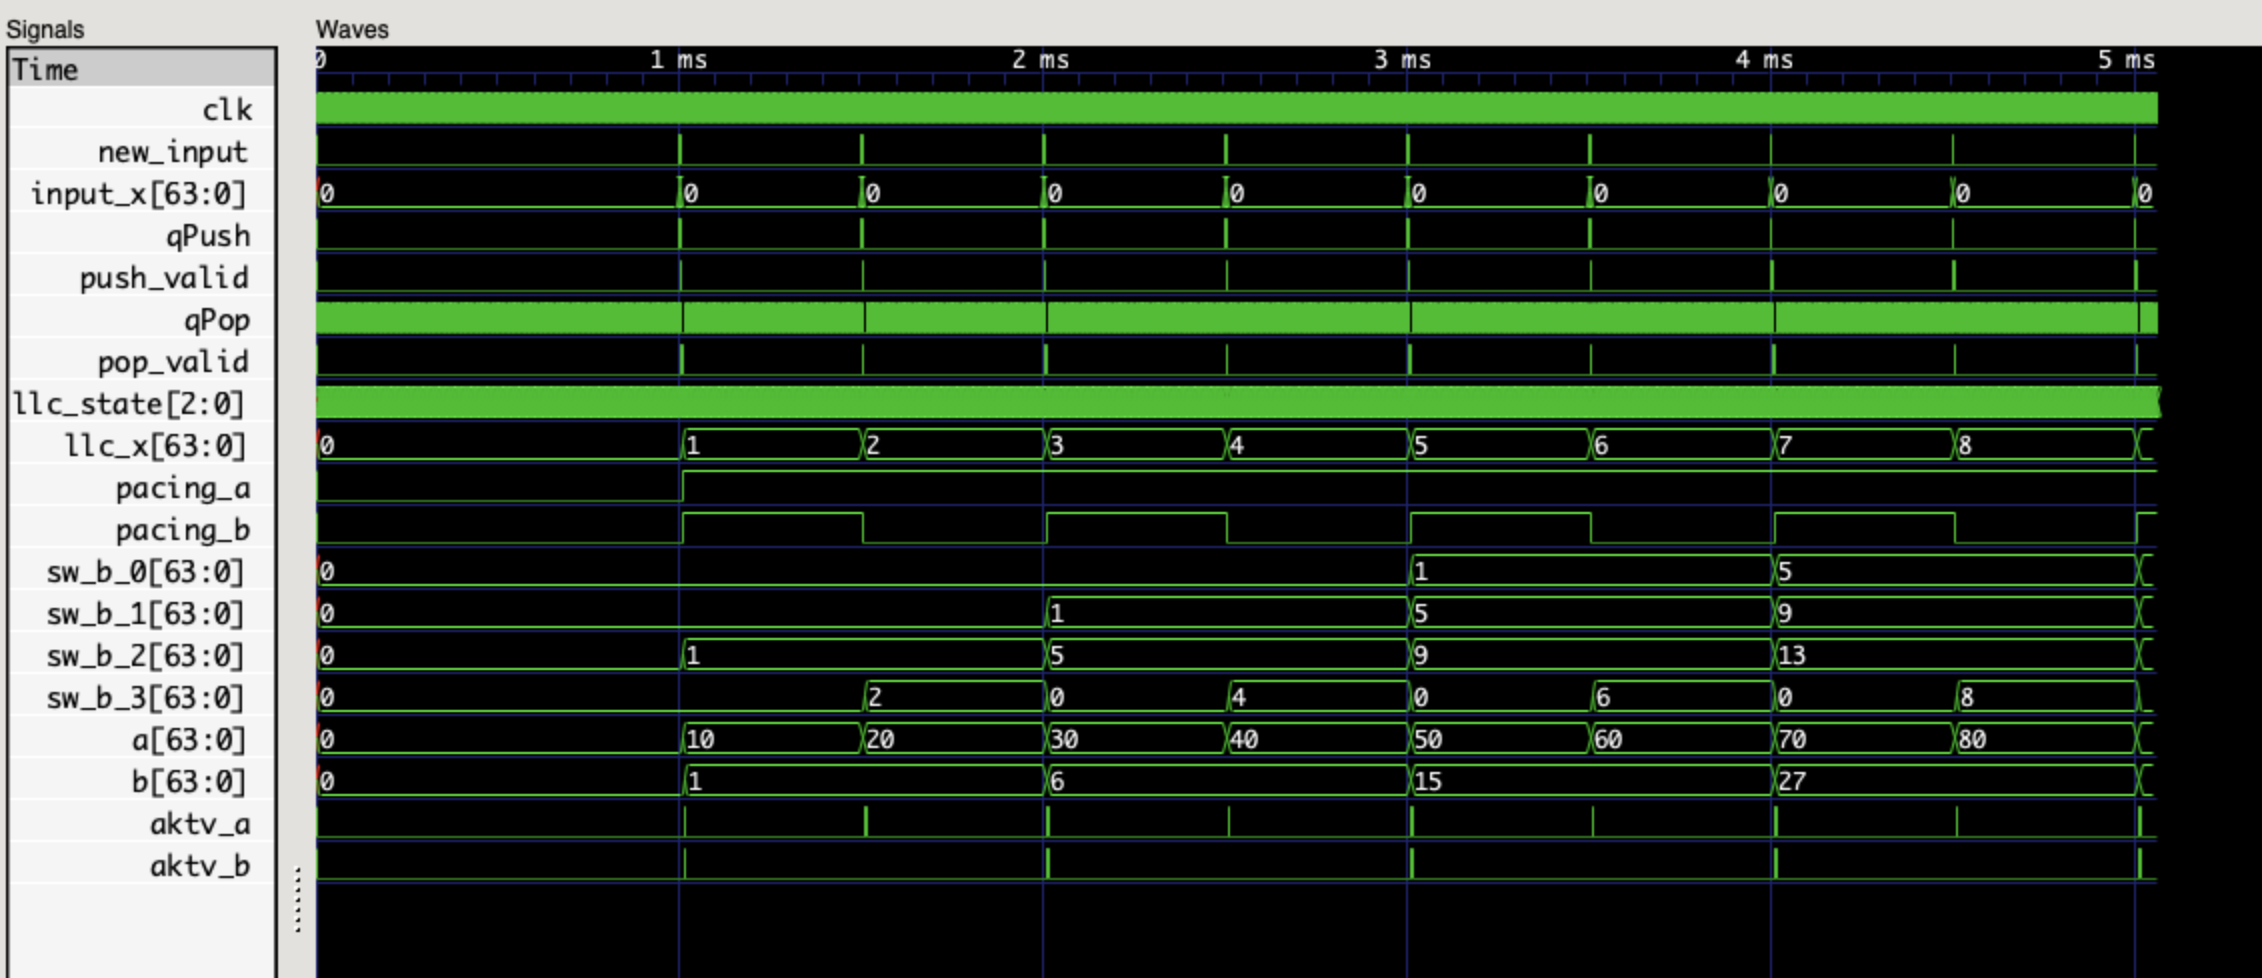 Signals Waves
Time 0 1 ms 2 ms 3 ms 4 ms 5 ms
clk
new_input
input_x[63:0] 0 0 0 0 0 0 0 0 0 0
qPush
push_valid
qPop
pop_valid
llc_state[2:0]
llc_x[63:0] 0 1 2 3 4 5 6 7 8
pacing_a
pacing_b
sw_b_0[63:0] 0 1 5
sw_b_1[63:0] 0 1 5 9
sw_b_2[63:0] 0 1 5 9 13
sw_b_3[63:0] 0 2 0 4 0 6 0 8
a[63:0] 0 10 20 30 40 50 60 70 80
b[63:0] 0 1 6 15 27
aktv_a
aktv_b